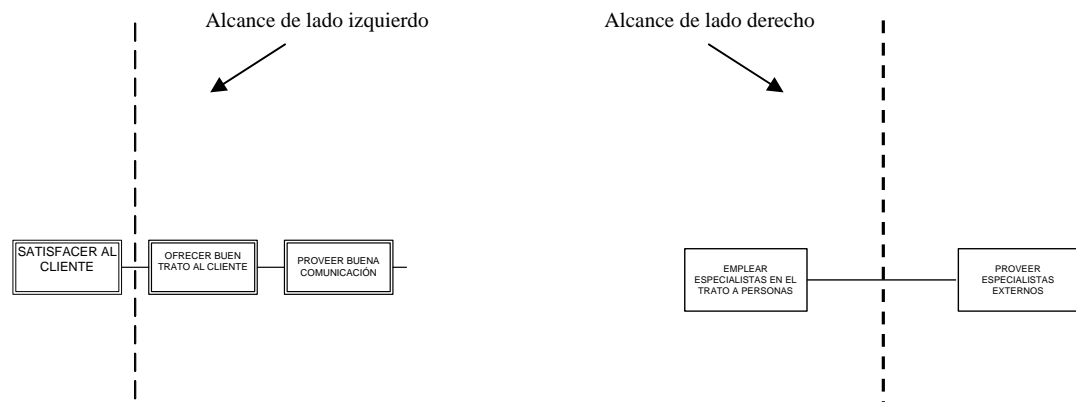 Alcance de lado izquierdo
Alcance de lado derecho
SATISFACER AL
CLIENTE
OFRECER BUEN
TRATO AL CLIENTE
PROVEER BUENA
COMUNICACIÓN
EMPLEAR
ESPECIALISTAS EN EL
TRATO A PERSONAS
PROVEER
ESPECIALISTAS
EXTERNOS